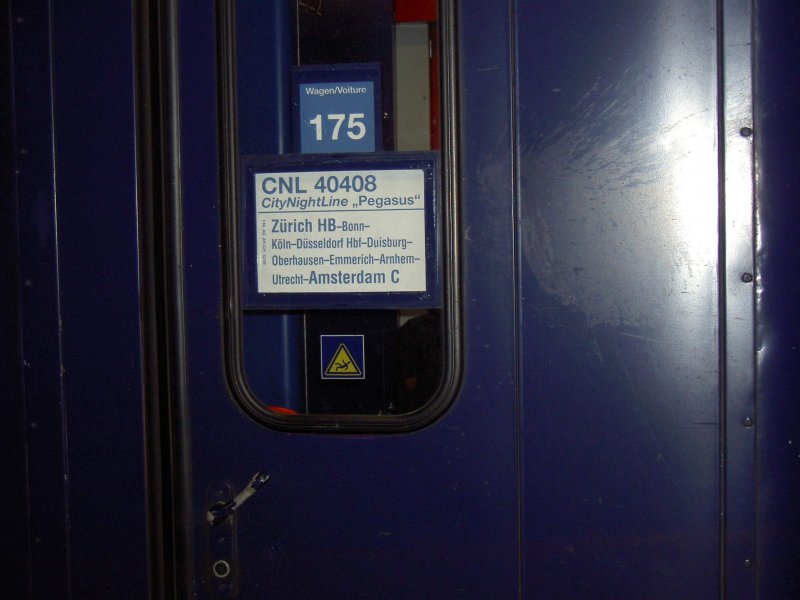 Wagen/Voiture
175
CNL 40408
CityNightLine „Pegasus“
Zürich HB–Bonn–
Köln–Düsseldorf Hbf–Duisburg–
Oberhausen–Emmerich–Arnhem–
Utrecht–Amsterdam C